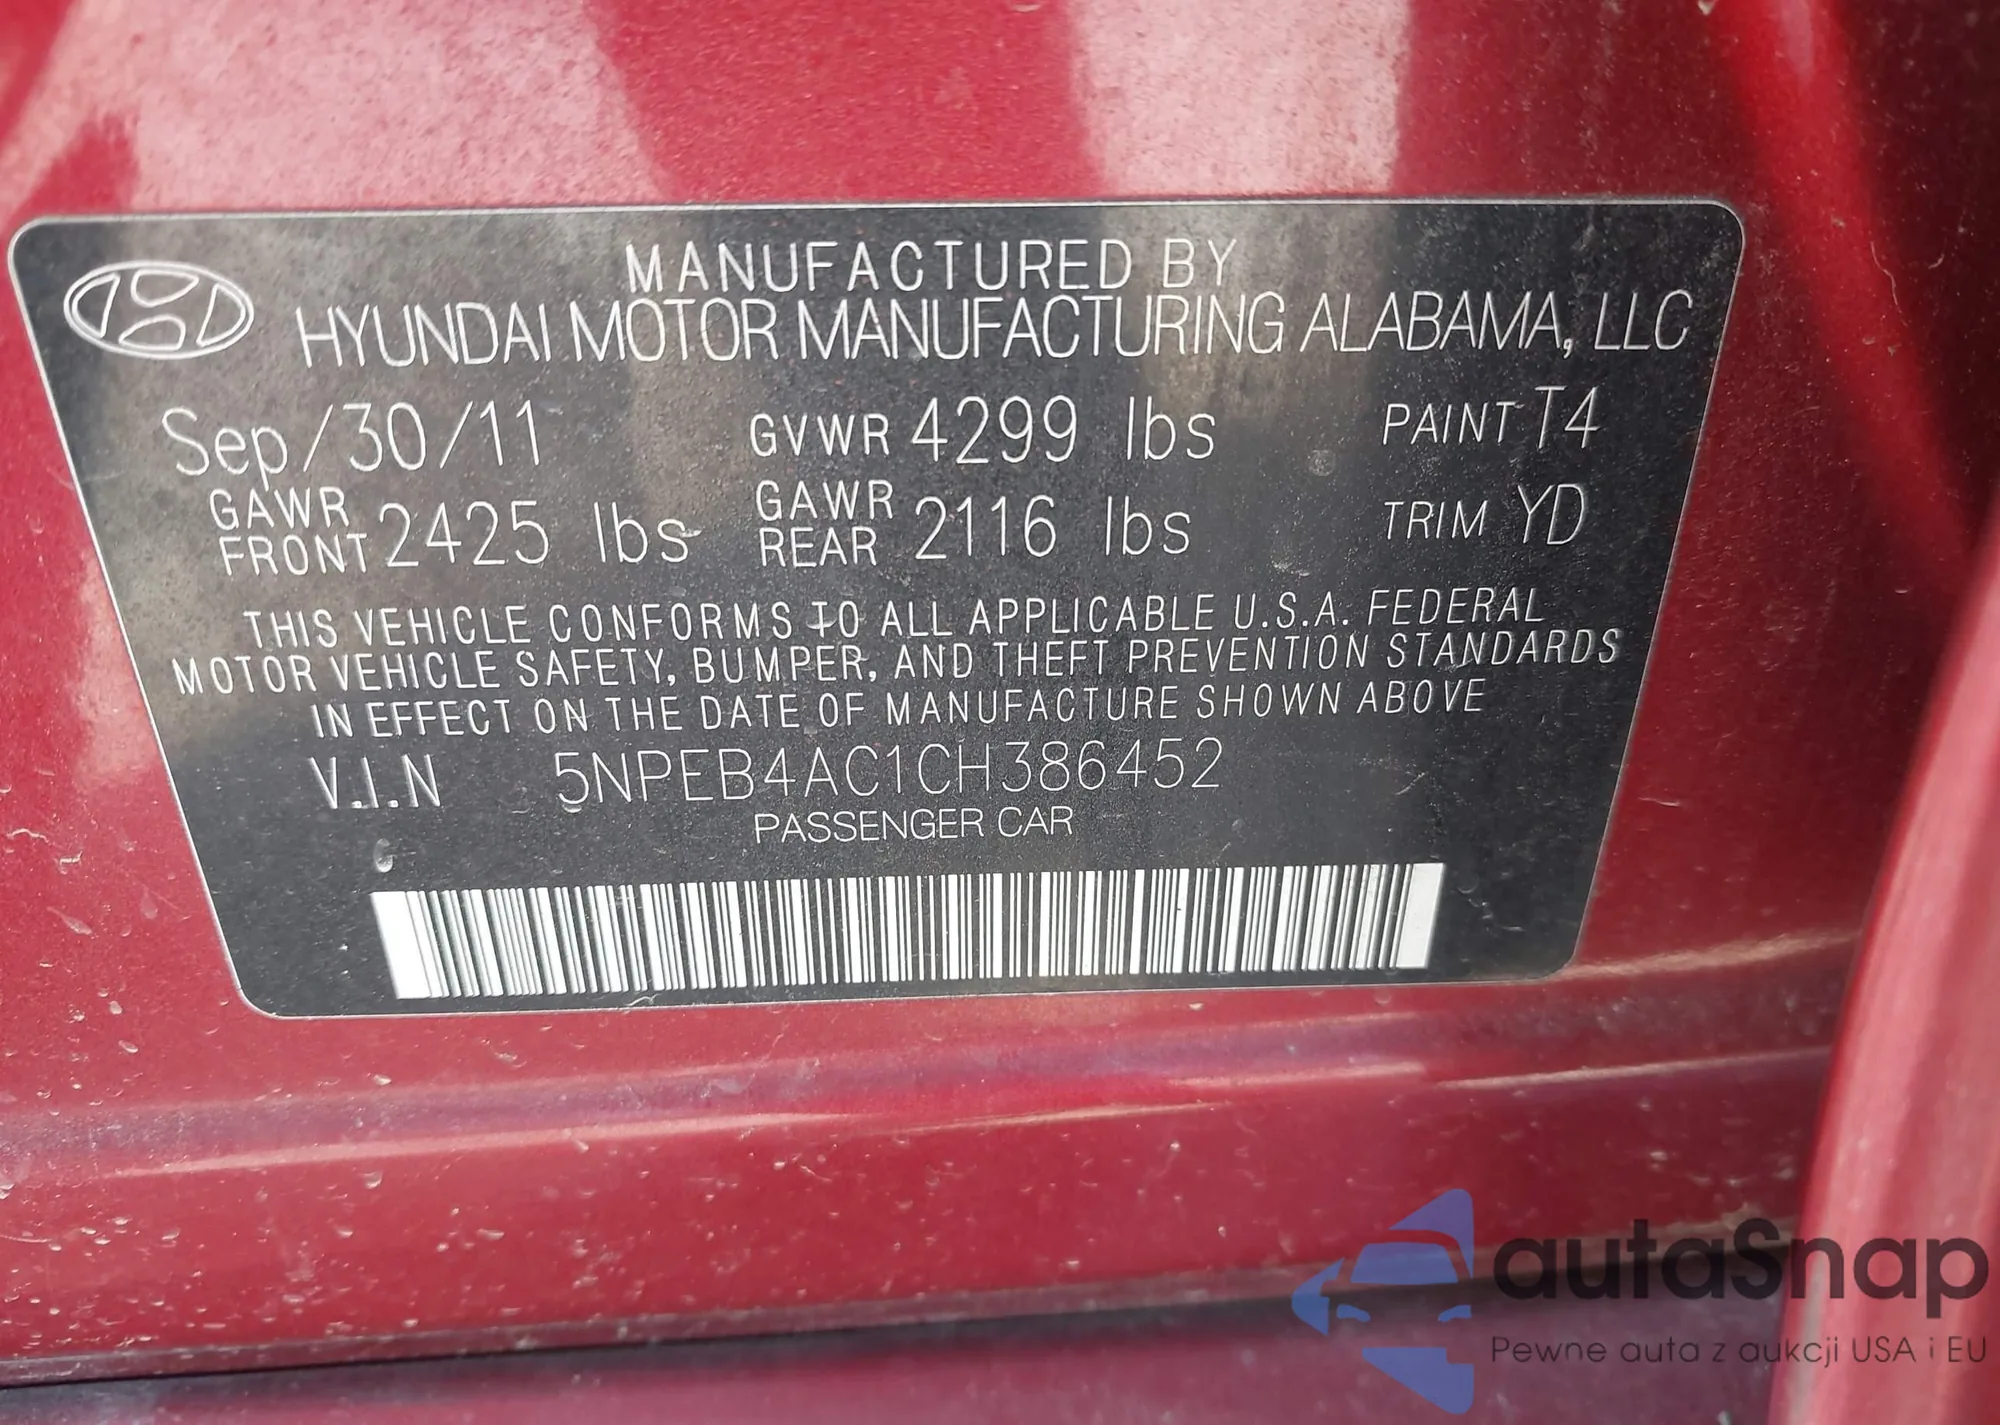 MANUFACTURED BY
HYUNDAI MOTOR MANUFACTURING ALABAMA, LLC
Sep/30/11 GVWR 4299 lbs PAINT T4
GAWR FRONT 2425 lbs GAWR REAR 2116 lbs TRIM YD
THIS VEHICLE CONFORMS TO ALL APPLICABLE U.S.A. FEDERAL
MOTOR VEHICLE SAFETY, BUMPER, AND THEFT PREVENTION STANDARDS
IN EFFECT ON THE DATE OF MANUFACTURE SHOWN ABOVE
V.I.N 5NPEB4AC1CH386452
PASSENGER CAR
autaSnap
Pewne auta z aukcji USA i EU